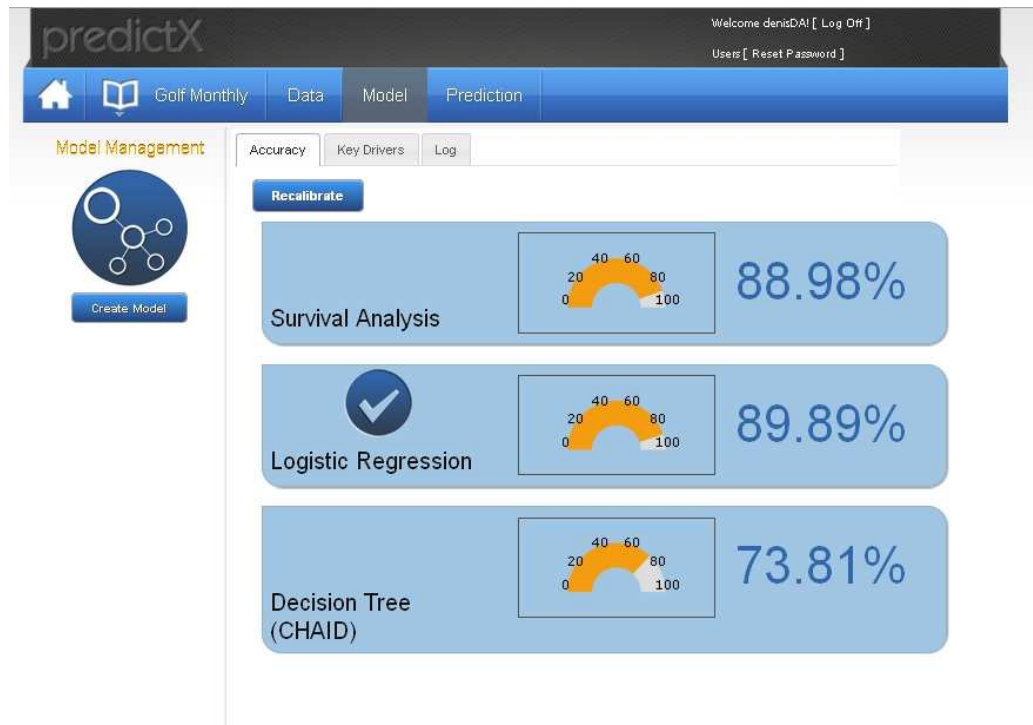 predictX
Welcome denisDA! [ Log Off ]
Users [ Reset Password ]
Golf Monthly Data Model Prediction
Model Management
Create Model
Accuracy Key Drivers Log
Recalibrate
Survival Analysis
0 20 40 60 80 100
88.98%
Logistic Regression
0 20 40 60 80 100
89.89%
Decision Tree
(CHAID)
0 20 40 60 80 100
73.81%